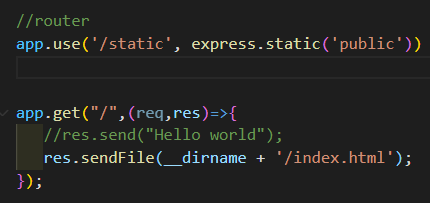 //router
app.use('/static', express.static('public'))
app.get("/",(req,res)=>{
//res.send("Hello world");
res.sendFile(__dirname + '/index.html');
});